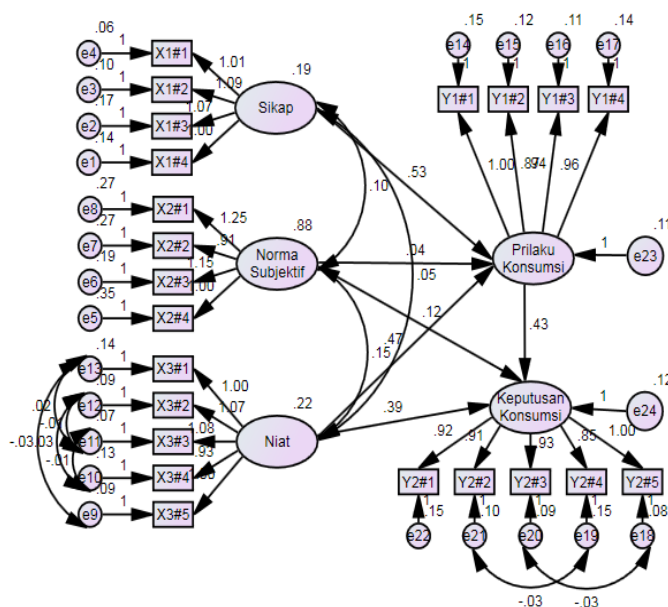 .06
e4 1 X1#1
.10
e3 1 X1#2
.17
e2 1 X1#3
.14
e1 1 X1#4
1.01
1.09
1.07
.19
Sikap
.27
e8 1 X2#1
.27
e7 1 X2#2
.19
e6 1 X2#3
.35
e5 1 X2#4
1.25
.91
1.15
1.00
.88
Norma
Subjektif
.14
e13 1 X3#1
.09
e12 1 X3#2
.07
e11 1 X3#3
.13
e10 1 X3#4
.09
e9 1 X3#5
.02
-.03
.03
-.01
1.00
1.07
1.08
.93
.22
Niat
.10
.05
.15
.53
.04
.47
.12
.39
.43
.15 .12 .11 .14
e14 e15 e16 e17
1 1 1 1
Y1#1 Y1#2 Y1#3 Y1#4
1.00 .87 .94 .96
Prilaku
Konsumsi
1
.11
e23
Keputusan
Konsumsi
1
.12
e24
.92 .91 .93 .85 1.00
Y2#1 Y2#2 Y2#3 Y2#4 Y2#5
1 1 1 1 1
.15 .10 .09 .15 .08
e22 e21 e20 e19 e18
-.03 -.03